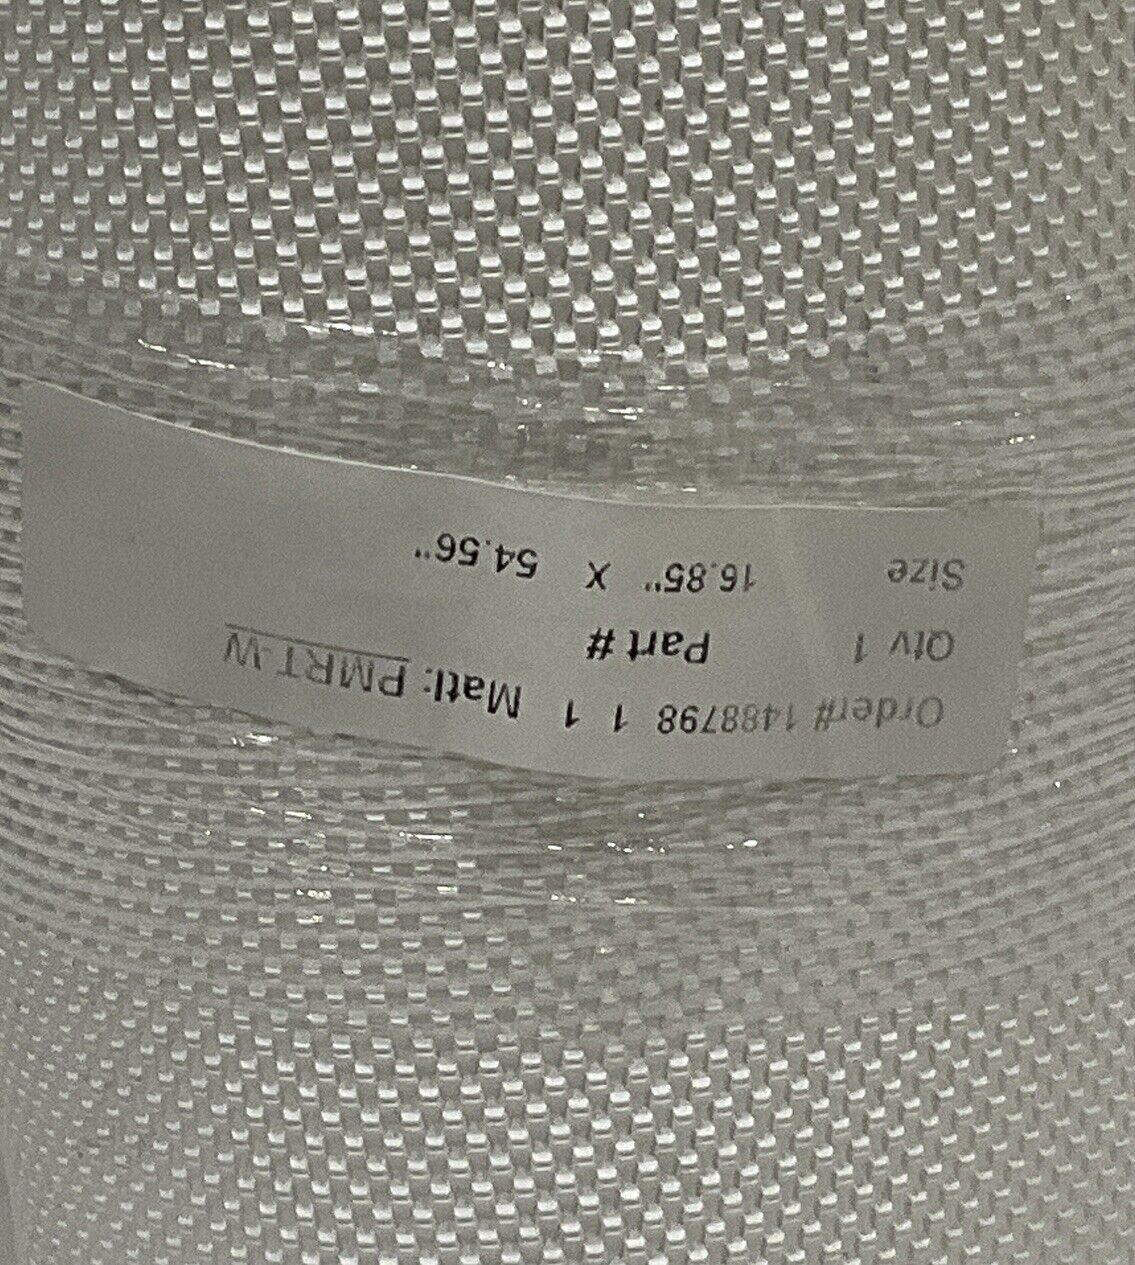 Order# 1488798 1 1 Matl: PMRT-W
Qty 1 Part #
Size 16.85" X 54.56"